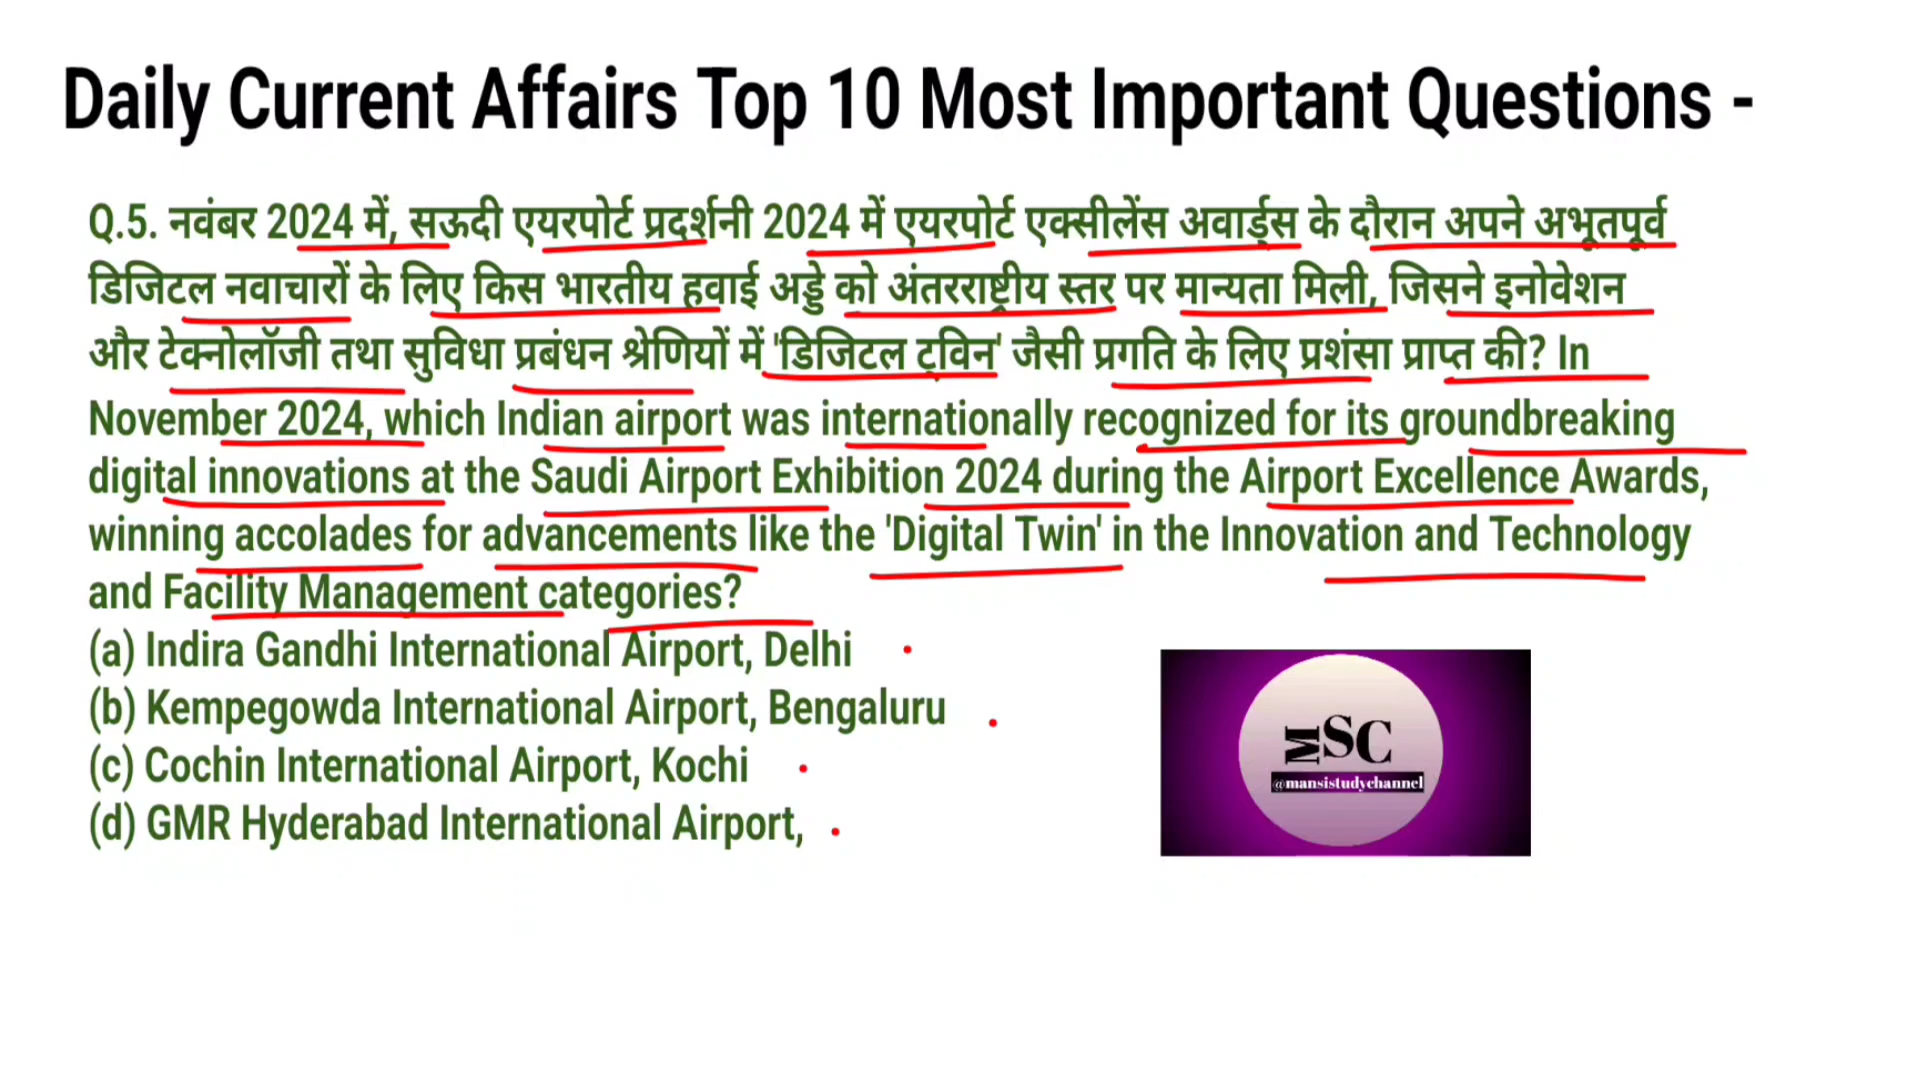 Daily Current Affairs Top 10 Most Important Questions -
Q.5. नवंबर 2024 में, सऊदी एयरपोर्ट प्रदर्शनी 2024 में एयरपोर्ट एक्सीलेंस अवार्ड्स के दौरान अपने अभूतपूर्व
डिजिटल नवाचारों के लिए किस भारतीय हवाई अड्डे को अंतरराष्ट्रीय स्तर पर मान्यता मिली, जिसने इनोवेशन
और टेक्नोलॉजी तथा सुविधा प्रबंधन श्रेणियों में 'डिजिटल ट्विन' जैसी प्रगति के लिए प्रशंसा प्राप्त की? In
November 2024, which Indian airport was internationally recognized for its groundbreaking
digital innovations at the Saudi Airport Exhibition 2024 during the Airport Excellence Awards,
winning accolades for advancements like the 'Digital Twin' in the Innovation and Technology
and Facility Management categories?
(a) Indira Gandhi International Airport, Delhi
(b) Kempegowda International Airport, Bengaluru
(c) Cochin International Airport, Kochi
(d) GMR Hyderabad International Airport,
MSC
@mansistudychannel